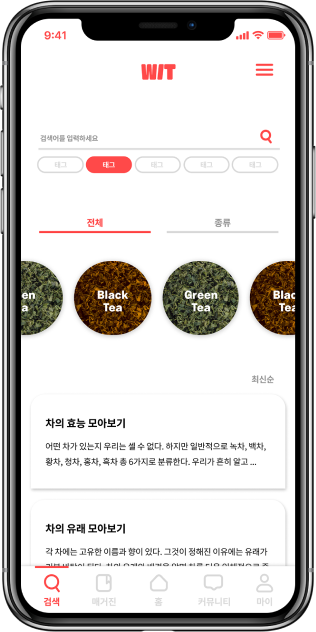 9:41
WIT
검색어를 입력하세요
태그 태그 태그 태그 태그
전체 종류
en Black Green Blac
a Tea Tea Tea
최신순
차의 효능 모아보기
어떤 차가 있는지 우리는 셀 수 없다. 하지만 일반적으로 녹차, 백차,
황차, 청차, 홍차, 흑차 총 6가지로 분류한다. 우리가 흔히 알고 ...
차의 유래 모아보기
각 차에는 고유한 이름과 향이 있다. 그것이 정해진 이유에는 유래가
검색 매거진 홈 커뮤니티 마이